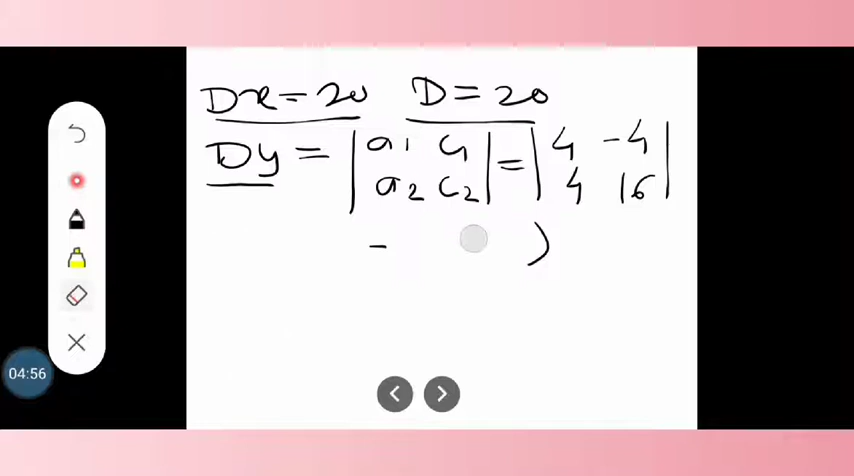 Dx=20 D=20
Dy = |a1 c1| = |4 -4|
|a2 c2| |4 16|
- )
04:56